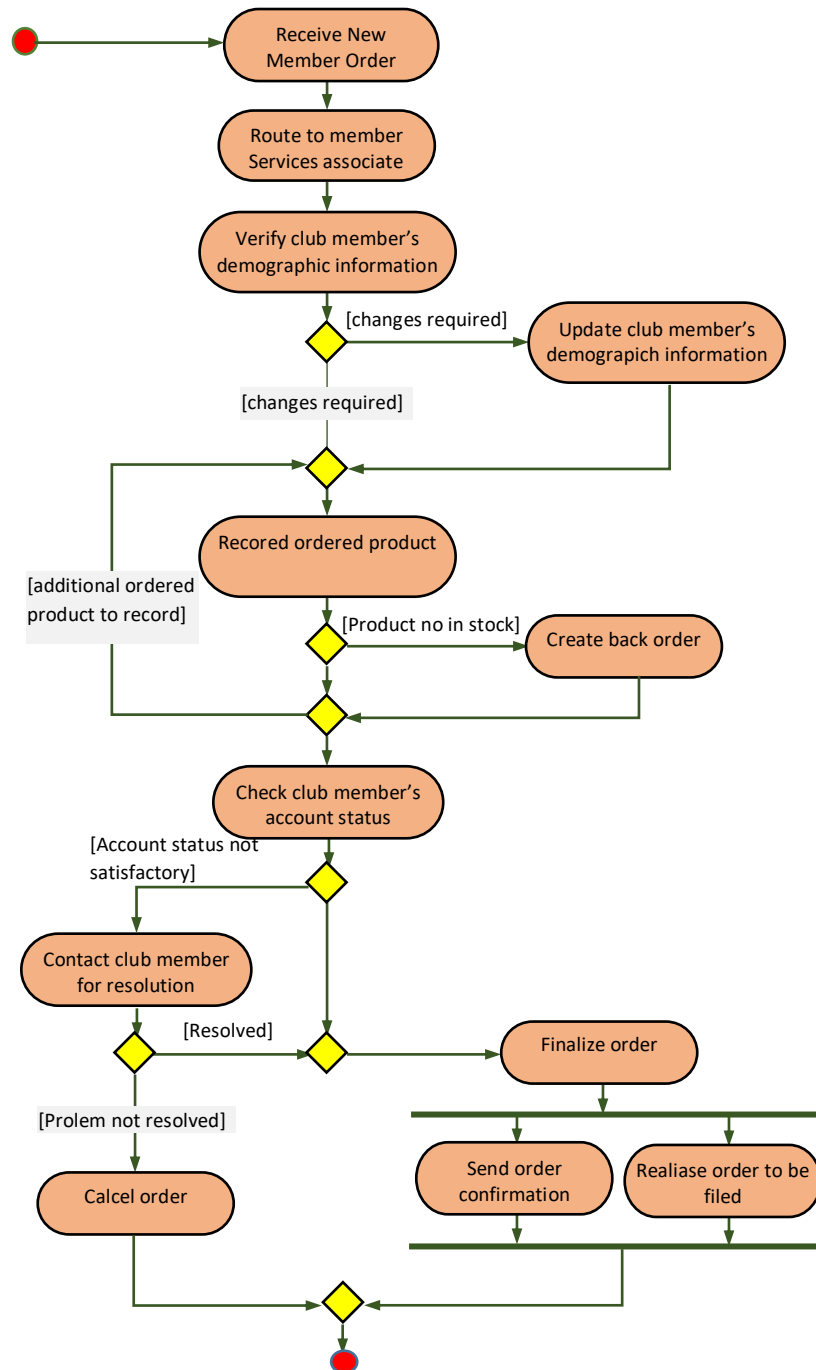 Receive New
Member Order
Route to member
Services associate
Verify club member’s
demographic information
[changes required]
Update club member’s
demograpich information
[changes required]
Recored ordered product
[additional ordered
product to record]
[Product no in stock]
Create back order
Check club member’s
account status
[Account status not
satisfactory]
Contact club member
for resolution
[Resolved]
Finalize order
[Prolem not resolved]
Send order
confirmation
Realiase order to be
filed
Calcel order